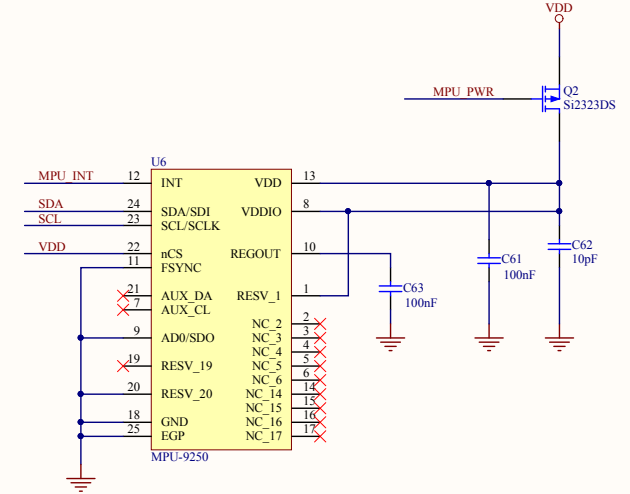 VDD
MPU_PWR
Q2
Si2323DS
U6
MPU_INT 12 INT VDD 13
SDA 24 SDA/SDI VDDIO 8
SCL 23 SCL/SCLK
VDD 22 nCS REGOUT 10
11 FSYNC
C61
100nF
C62
10pF
C63
100nF
21 AUX_DA RESV_1 1
7 AUX_CL
NC_2 2
9 AD0/SDO NC_3 3
NC_4 4
19 RESV_19 NC_5 5
NC_6 6
20 RESV_20 NC_14 14
NC_15 15
18 GND NC_16 16
25 EGP NC_17 17
MPU-9250